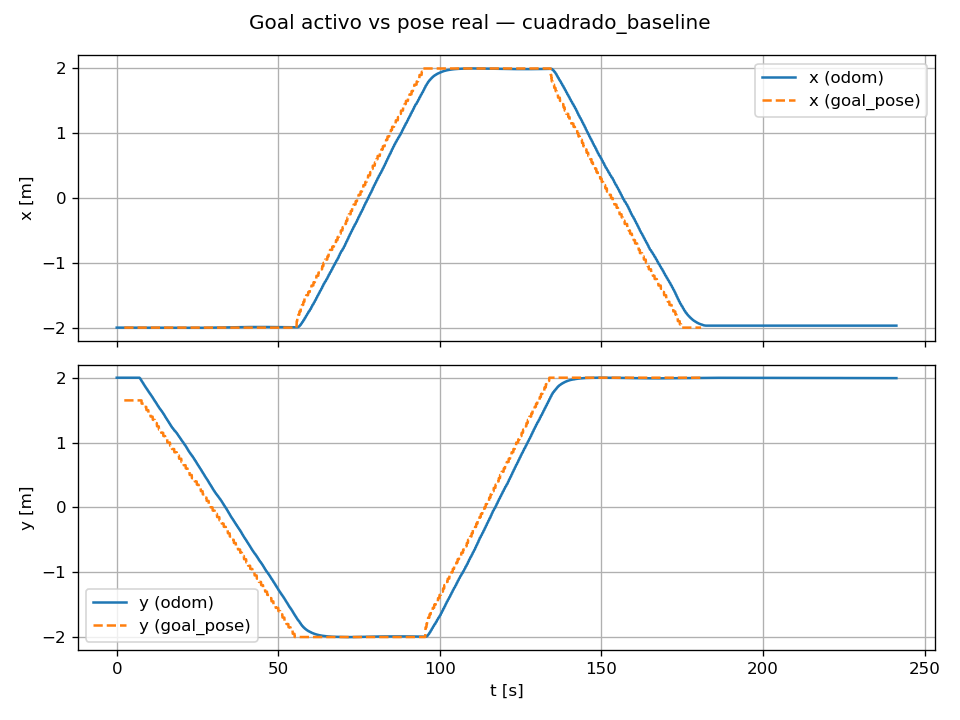 Goal activo vs pose real — cuadrado_baseline
x [m]
2
1
0
−1
−2
x (odom)
x (goal_pose)
y [m]
2
1
0
−1
−2
y (odom)
y (goal_pose)
0
50
100
150
200
250
t [s]